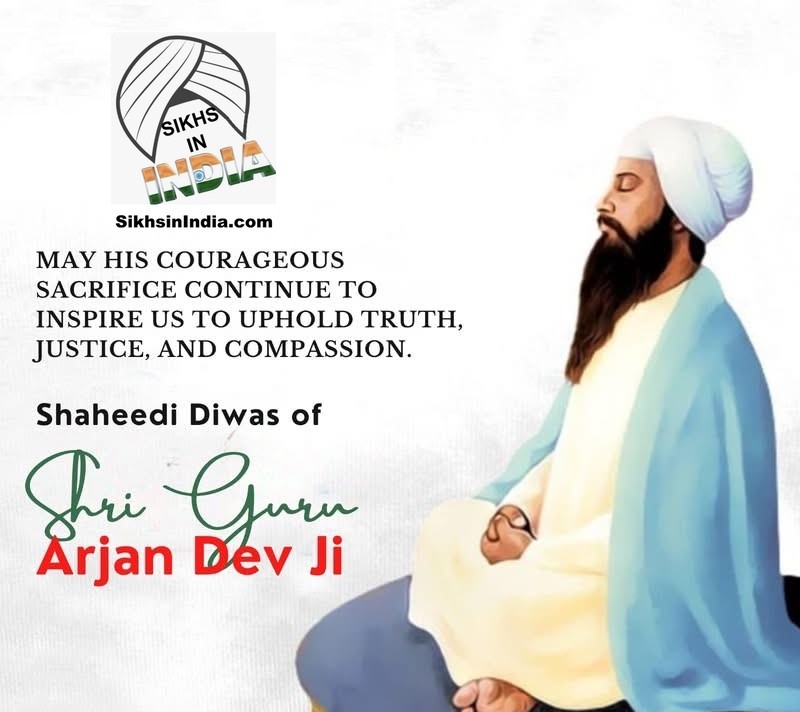 SIKHS
IN
INDIA
SikhsinIndia.com
MAY HIS COURAGEOUS
SACRIFICE CONTINUE TO
INSPIRE US TO UPHOLD TRUTH,
JUSTICE, AND COMPASSION.
Shaheedi Diwas of
Shri Guru
Arjan Dev Ji